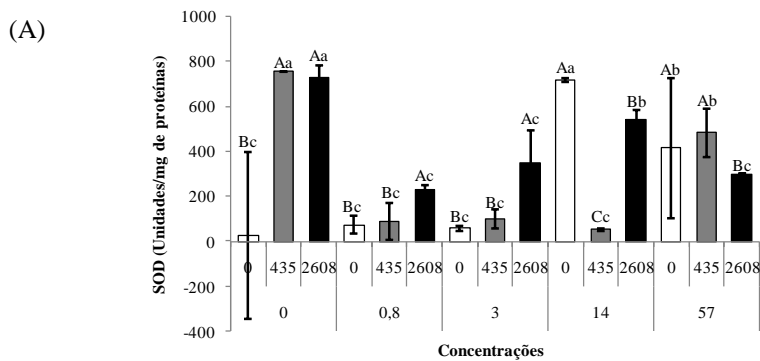 (A)
SOD (Unidades/mg de proteínas)
1000
800
600
400
200
0
-200
-400
Bc Aa Aa Bc Bc Ac Bc Bc Ac Aa Cc Bb Ab Ab Bc
0 435 2608 0 435 2608 0 435 2608 0 435 2608 0 435 2608
0 0,8 3 14 57
Concentrações